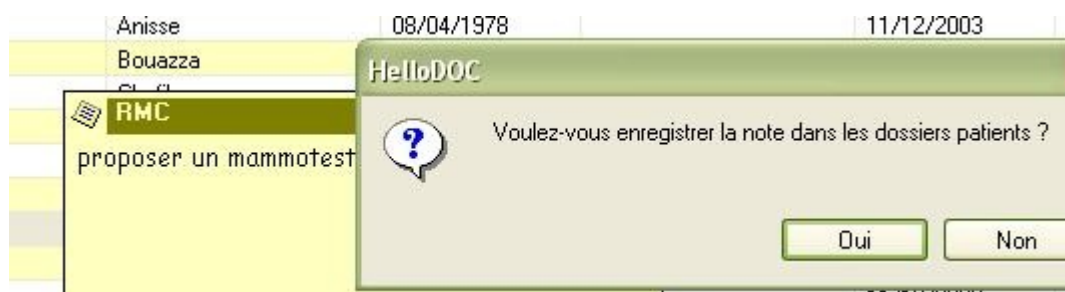 Anisse 08/04/1978 11/12/2003
Bouazza
HelloDOC
RMC
Voulez-vous enregistrer la note dans les dossiers patients ?
proposer un mammotest
Oui Non